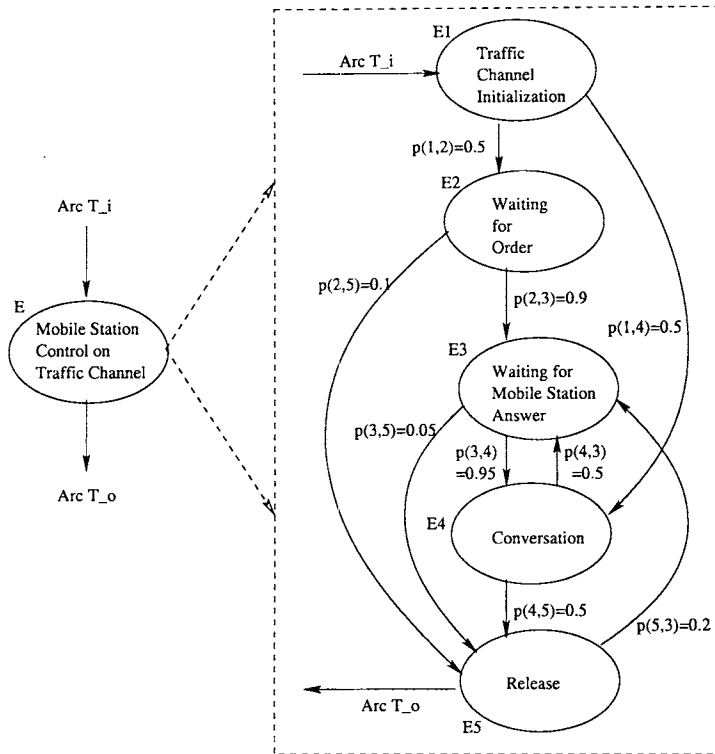 E1
Traffic
Channel
Initialization
Arc T_i
p(1,2)=0.5
E2
Waiting
for
Order
Arc T_i
p(2,5)=0.1
p(2,3)=0.9
p(1,4)=0.5
E
Mobile Station
Control on
Traffic Channel
E3
Waiting for
Mobile Station
Answer
p(3,5)=0.05
p(3,4)
=0.95
p(4,3)
=0.5
Arc T_o
E4
Conversation
p(4,5)=0.5
p(5,3)=0.2
Release
Arc T_o
E5